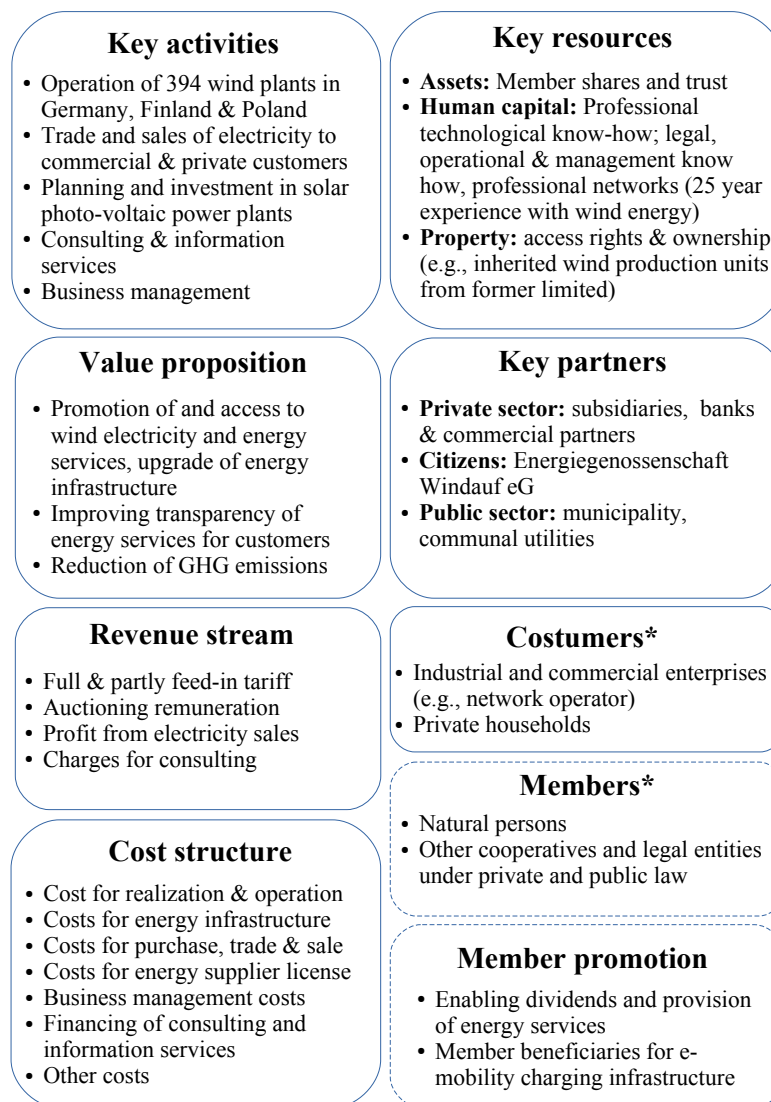 Key activities
• Operation of 394 wind plants in
Germany, Finland & Poland
• Trade and sales of electricity to
commercial & private customers
• Planning and investment in solar
photo-voltaic power plants
• Consulting & information
services
• Business management
Key resources
• Assets: Member shares and trust
• Human capital: Professional
technological know-how; legal,
operational & management know
how, professional networks (25 year
experience with wind energy)
• Property: access rights & ownership
(e.g., inherited wind production units
from former limited)
Value proposition
• Promotion of and access to
wind electricity and energy
services, upgrade of energy
infrastructure
• Improving transparency of
energy services for customers
• Reduction of GHG emissions
Key partners
• Private sector: subsidiaries, banks
& commercial partners
• Citizens: Energiegenossenschaft
Windauf eG
• Public sector: municipality,
communal utilities
Revenue stream
• Full & partly feed-in tariff
• Auctioning remuneration
• Profit from electricity sales
• Charges for consulting
Costumers*
• Industrial and commercial enterprises
(e.g., network operator)
• Private households
Members*
• Natural persons
• Other cooperatives and legal entities
under private and public law
Cost structure
• Cost for realization & operation
• Costs for energy infrastructure
• Costs for purchase, trade & sale
• Costs for energy supplier license
• Business management costs
• Financing of consulting and
information services
• Other costs
Member promotion
• Enabling dividends and provision
of energy services
• Member beneficiaries for e-
mobility charging infrastructure